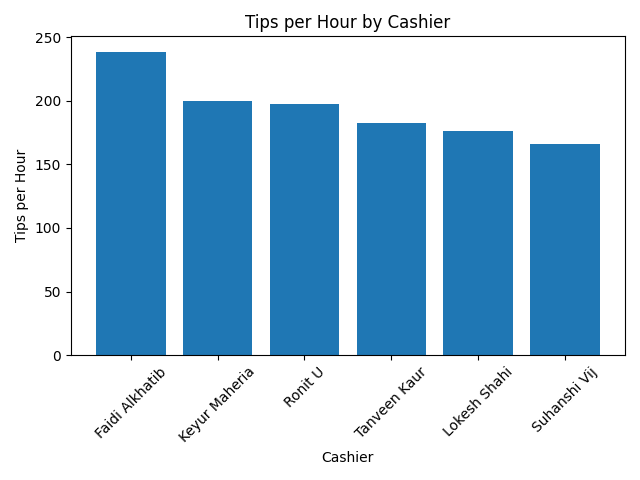 Tips per Hour by Cashier
Tips per Hour
250
200
150
100
50
0
Faidi Alkhatib
Keyur Maheria
Ronit U
Tanveen Kaur
Lokesh Shahi
Suhanshi Vij
Cashier